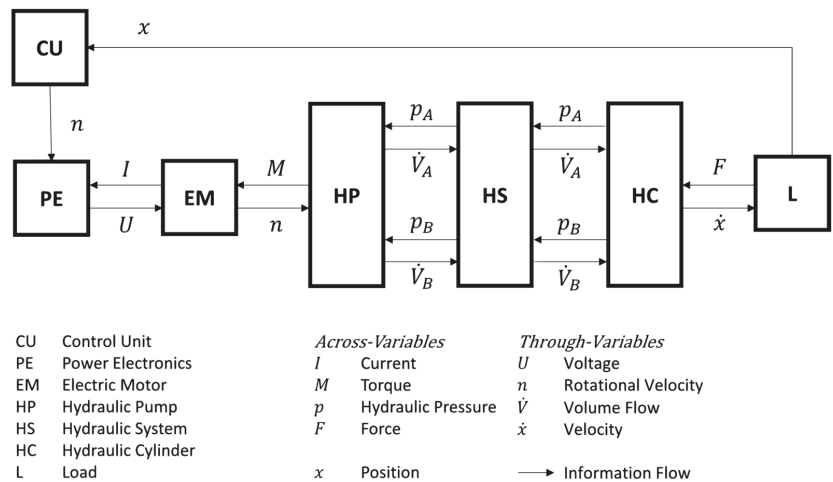 x
CU
n
p_A p_A
I M V̇_A V̇_A F
PE EM HP HS HC L
U n p_B p_B ẋ
V̇_B V̇_B
CU Control Unit Across-Variables Through-Variables
PE Power Electronics I Current U Voltage
EM Electric Motor M Torque n Rotational Velocity
HP Hydraulic Pump p Hydraulic Pressure V̇ Volume Flow
HS Hydraulic System F Force ẋ Velocity
HC Hydraulic Cylinder
L Load x Position Information Flow